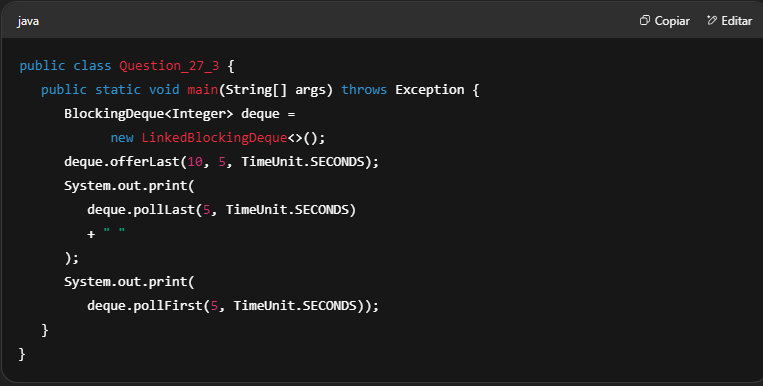 java
Copiar
Editar
public class Question_27_3 {
   public static void main(String[] args) throws Exception {
      BlockingDeque<Integer> deque =
            new LinkedBlockingDeque<>();
      deque.offerLast(10, 5, TimeUnit.SECONDS);
      System.out.print(
         deque.pollLast(5, TimeUnit.SECONDS)
         + " "
      );
      System.out.print(
         deque.pollFirst(5, TimeUnit.SECONDS));
   }
}